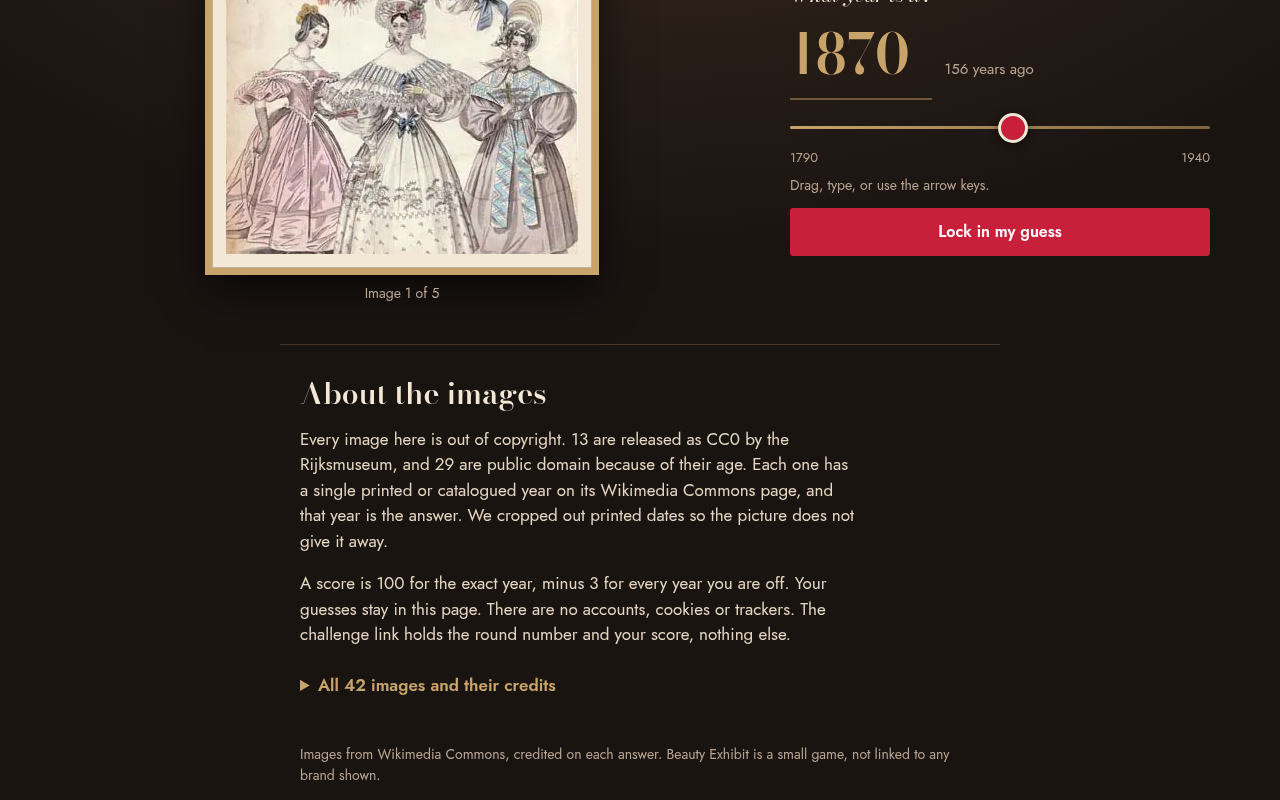 What year is it?
1870
156 years ago
1790
1940
Drag, type, or use the arrow keys.
Lock in my guess
Image 1 of 5
About the images
Every image here is out of copyright. 13 are released as CC0 by the
Rijksmuseum, and 29 are public domain because of their age. Each one has
a single printed or catalogued year on its Wikimedia Commons page, and
that year is the answer. We cropped out printed dates so the picture does not
give it away.
A score is 100 for the exact year, minus 3 for every year you are off. Your
guesses stay in this page. There are no accounts, cookies or trackers. The
challenge link holds the round number and your score, nothing else.
All 42 images and their credits
Images from Wikimedia Commons, credited on each answer. Beauty Exhibit is a small game, not linked to any
brand shown.